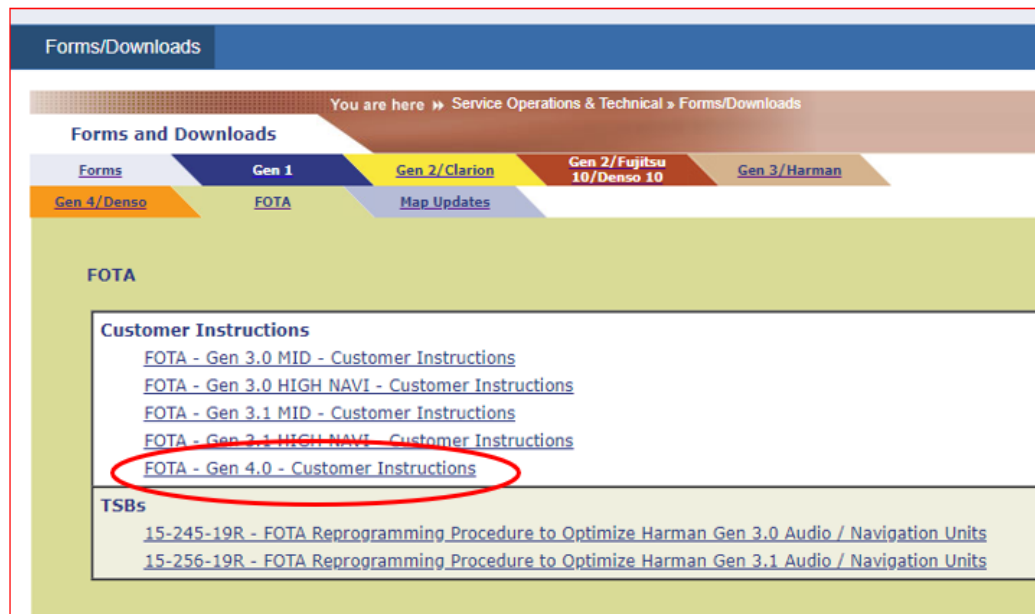 Forms/Downloads
You are here » Service Operations & Technical » Forms/Downloads
Forms and Downloads
Forms
Gen 1
Gen 2/Clarion
Gen 2/Fujitsu
10/Denso 10
Gen 3/Harman
Gen 4/Denso
FOTA
Map Updates
FOTA
Customer Instructions
FOTA - Gen 3.0 MID - Customer Instructions
FOTA - Gen 3.0 HIGH NAVI - Customer Instructions
FOTA - Gen 3.1 MID - Customer Instructions
FOTA - Gen 3.1 HIGH NAVI - Customer Instructions
FOTA - Gen 4.0 - Customer Instructions
TSBs
15-245-19R - FOTA Reprogramming Procedure to Optimize Harman Gen 3.0 Audio / Navigation Units
15-256-19R - FOTA Reprogramming Procedure to Optimize Harman Gen 3.1 Audio / Navigation Units